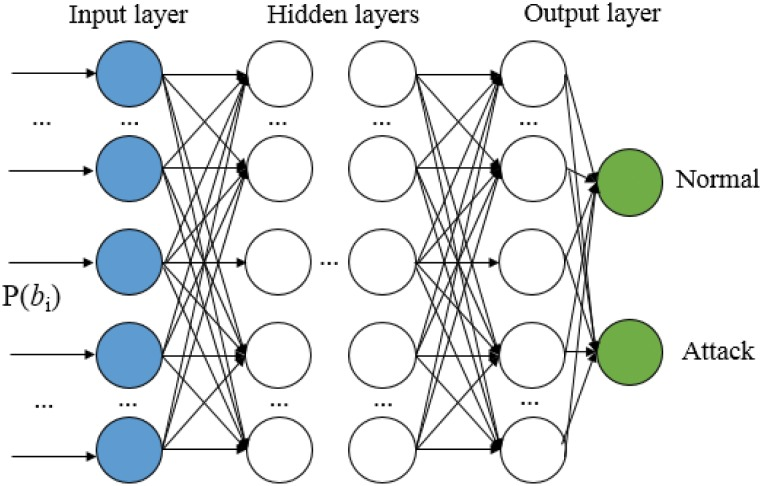 Input layer
Hidden layers
Output layer
... ... ... ... ...
Normal
...
P(bi)
Attack
... ... ... ... ...